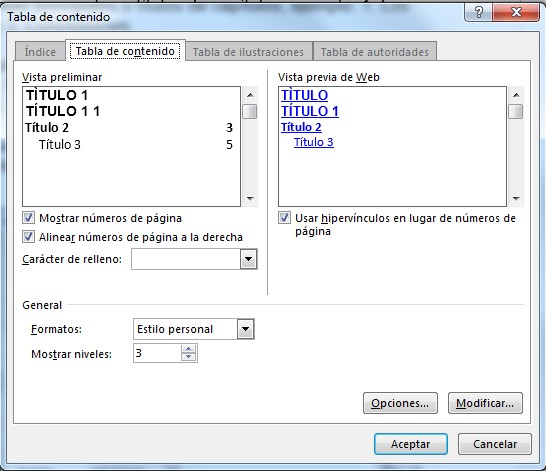 Tabla de contenido
Índice
Tabla de contenido
Tabla de ilustraciones
Tabla de autoridades
Vista preliminar
TÍTULO 1
TÍTULO 1 1
Título 2 3
Título 3 5
Mostrar números de página
Alinear números de página a la derecha
Carácter de relleno:
Vista previa de Web
TÍTULO
TÍTULO 1
Título 2
Título 3
Usar hipervínculos en lugar de números de
página
General
Formatos: Estilo personal
Mostrar niveles: 3
Opciones... Modificar...
Aceptar Cancelar